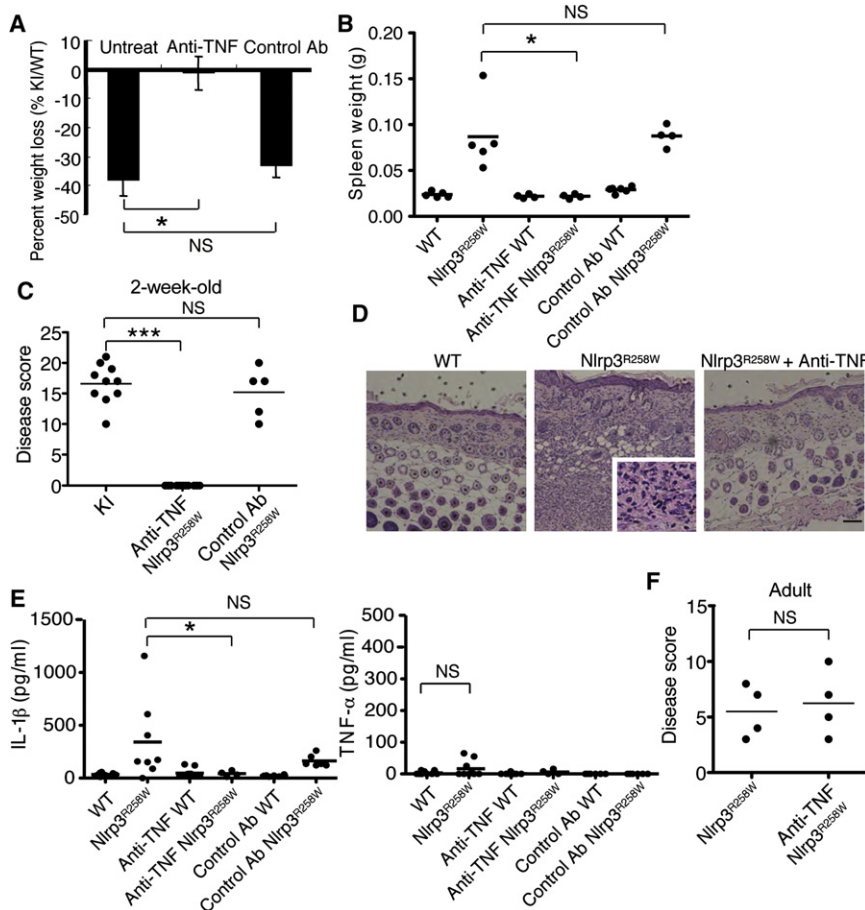 A
Untreat Anti-TNF Control Ab
Percent weight loss (% KI/WT)
10
0
-10
-20
-30
-40
-50
*
NS
B
NS
*
Spleen weight (g)
0.20
0.15
0.10
0.05
0.00
WT
Nlrp3R258W
Anti-TNF WT
Anti-TNF Nlrp3R258W
Control Ab WT
Control Ab Nlrp3R258W
C
2-week-old
NS
***
Disease score
25
20
15
10
5
0
KI
Anti-TNF
Nlrp3R258W
Control Ab
Nlrp3R258W
D
WT
Nlrp3R258W
Nlrp3R258W + Anti-TNF
E
NS
*
IL-1β (pg/ml)
1500
1000
500
0
WT
Nlrp3R258W
Anti-TNF WT
Anti-TNF Nlrp3R258W
Control Ab WT
Control Ab Nlrp3R258W
NS
TNF-α (pg/ml)
500
400
300
200
100
0
WT
Nlrp3R258W
Anti-TNF WT
Anti-TNF Nlrp3R258W
Control Ab WT
Control Ab Nlrp3R258W
F
Adult
NS
Disease score
15
10
5
0
Nlrp3R258W
Anti-TNF
Nlrp3R258W